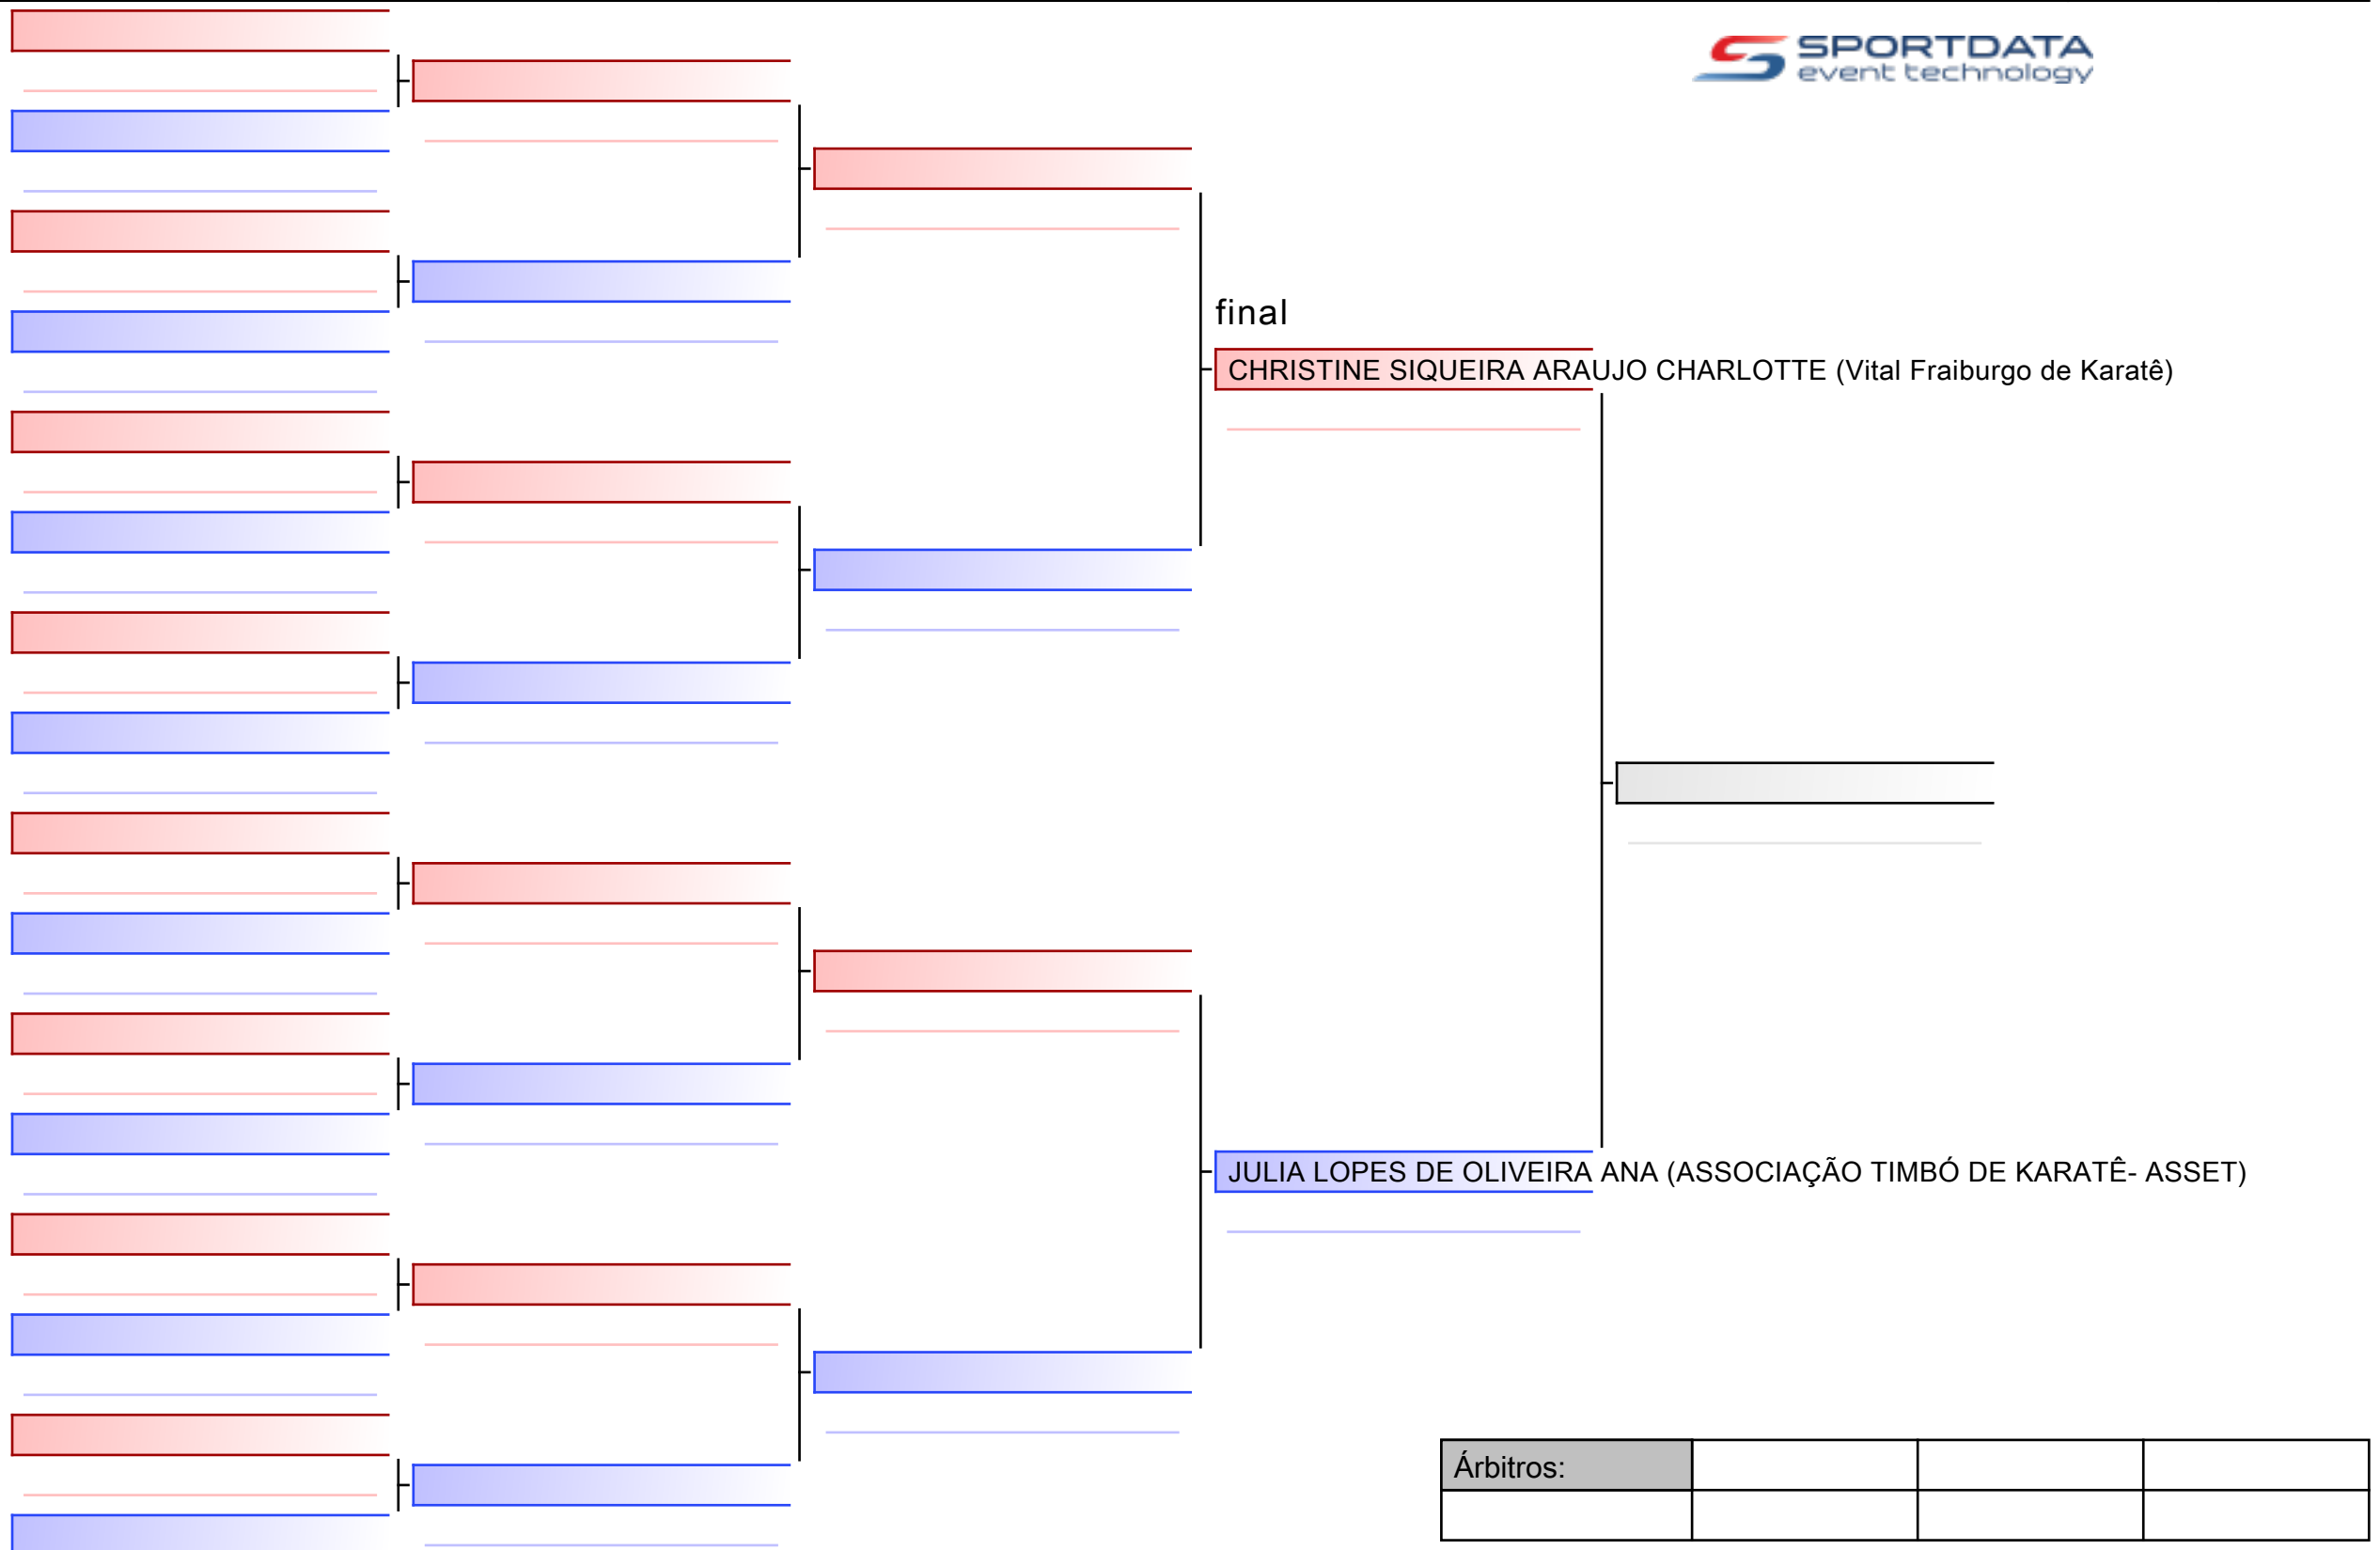 SPORTDATA
event technology
final
CHRISTINE SIQUEIRA ARAUJO CHARLOTTE (Vital Fraiburgo de Karatê)
JULIA LOPES DE OLIVEIRA ANA (ASSOCIAÇÃO TIMBÓ DE KARATÊ- ASSET)
Árbitros: